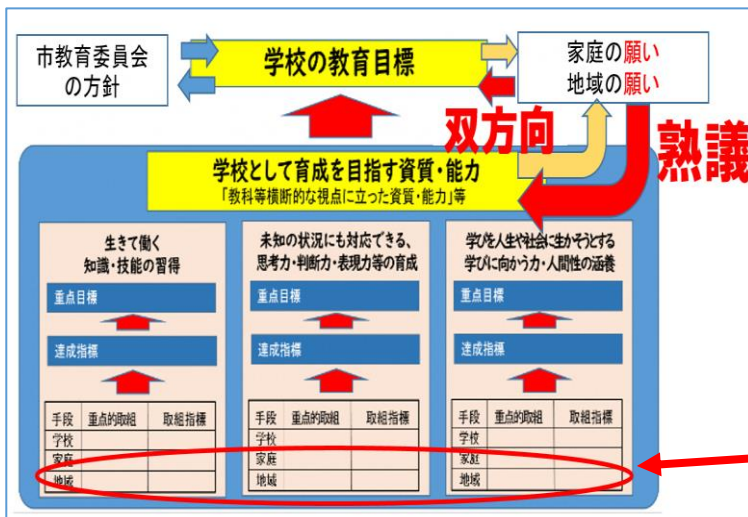 市教育委員会
の方針
学校の教育目標
家庭の願い
地域の願い
双方向
熟議
学校として育成を目指す資質・能力
「教科等横断的な視点に立った資質・能力」等
生きて働く
知識・技能の習得
重点目標
達成指標
手段 重点的取組 取組指標
学校
家庭
地域
未知の状況にも対応できる、
思考力・判断力・表現力等の育成
重点目標
達成指標
手段 重点的取組 取組指標
学校
家庭
地域
学びを人生や社会に生かそうとする
学びに向かう力・人間性の涵養
重点目標
達成指標
手段 重点的取組 取組指標
学校
家庭
地域